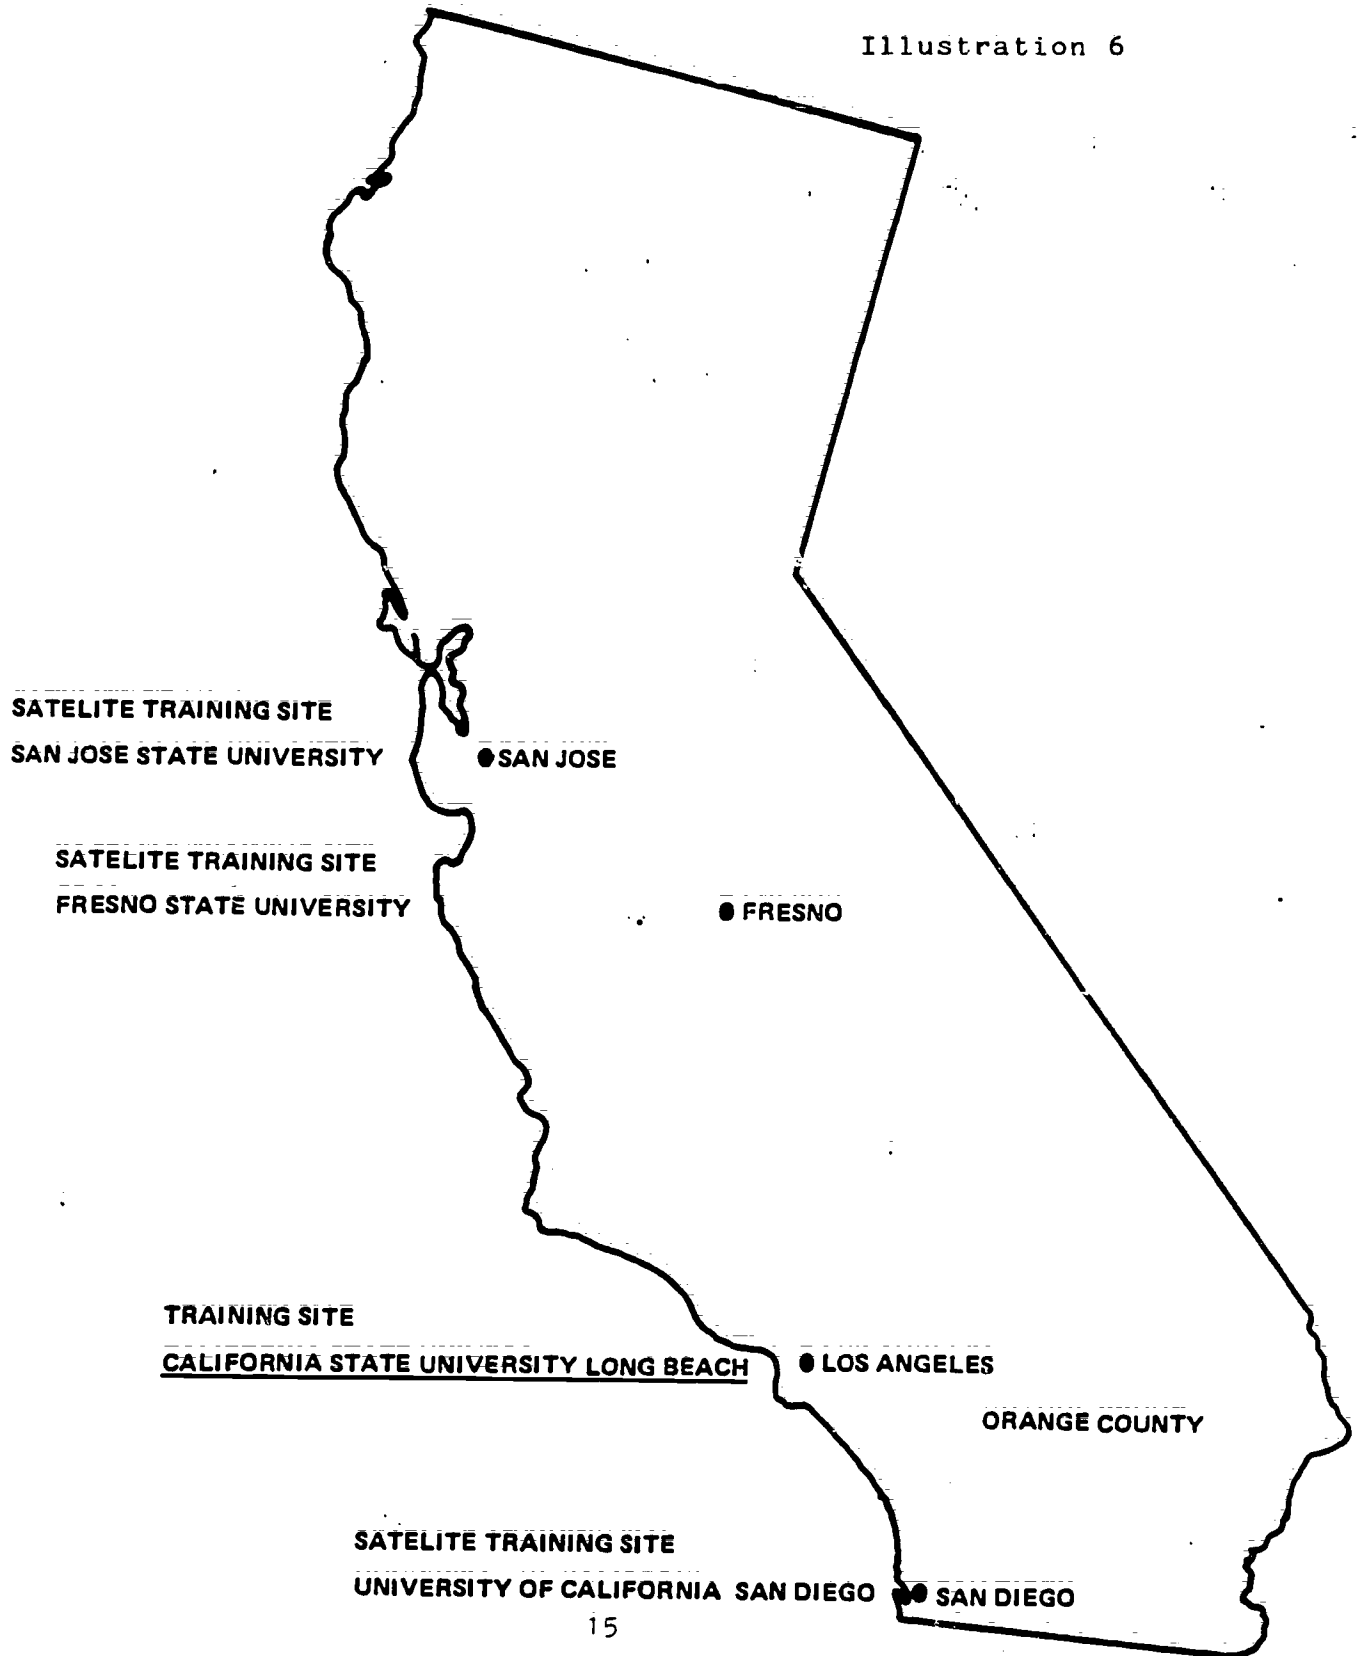 Illustration 6
SATELITE TRAINING SITE
SAN JOSE STATE UNIVERSITY
SAN JOSE
SATELITE TRAINING SITE
FRESNO STATE UNIVERSITY
FRESNO
TRAINING SITE
CALIFORNIA STATE UNIVERSITY LONG BEACH
LOS ANGELES
ORANGE COUNTY
SATELITE TRAINING SITE
UNIVERSITY OF CALIFORNIA SAN DIEGO
SAN DIEGO
15